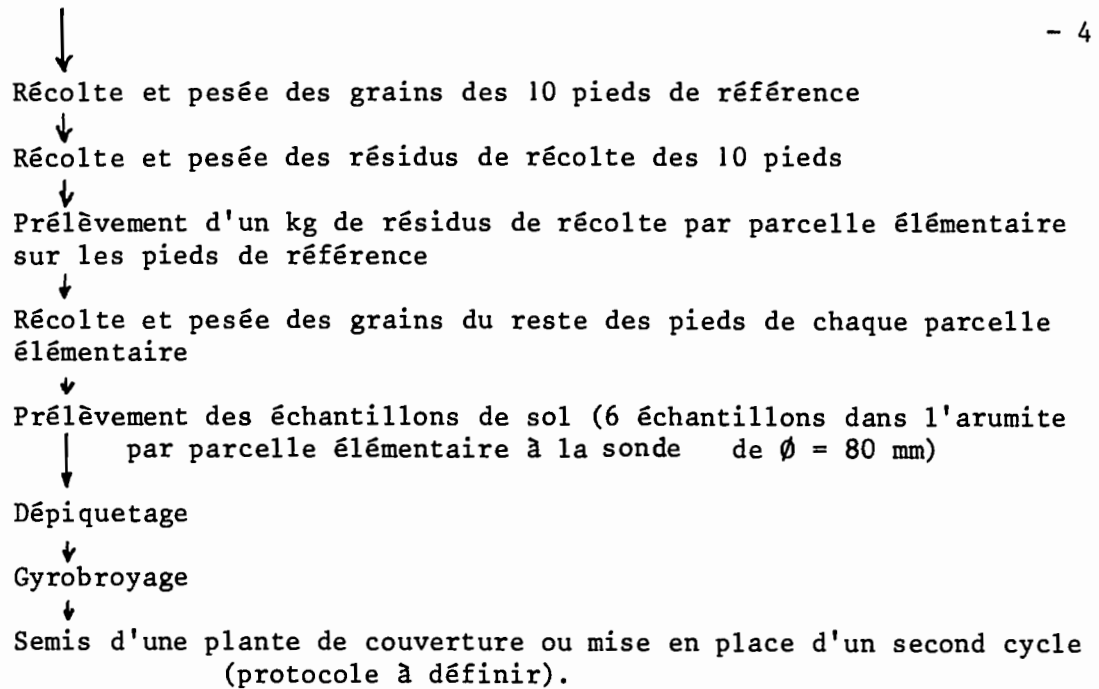 - 4
Récolte et pesée des grains des 10 pieds de référence
Récolte et pesée des résidus de récolte des 10 pieds
Prélèvement d'un kg de résidus de récolte par parcelle élémentaire
sur les pieds de référence
Récolte et pesée des grains du reste des pieds de chaque parcelle
élémentaire
Prélèvement des échantillons de sol (6 échantillons dans l'arumite
par parcelle élémentaire à la sonde de Ø = 80 mm)
Dépiquetage
Gyrobroyage
Semis d'une plante de couverture ou mise en place d'un second cycle
(protocole à définir).